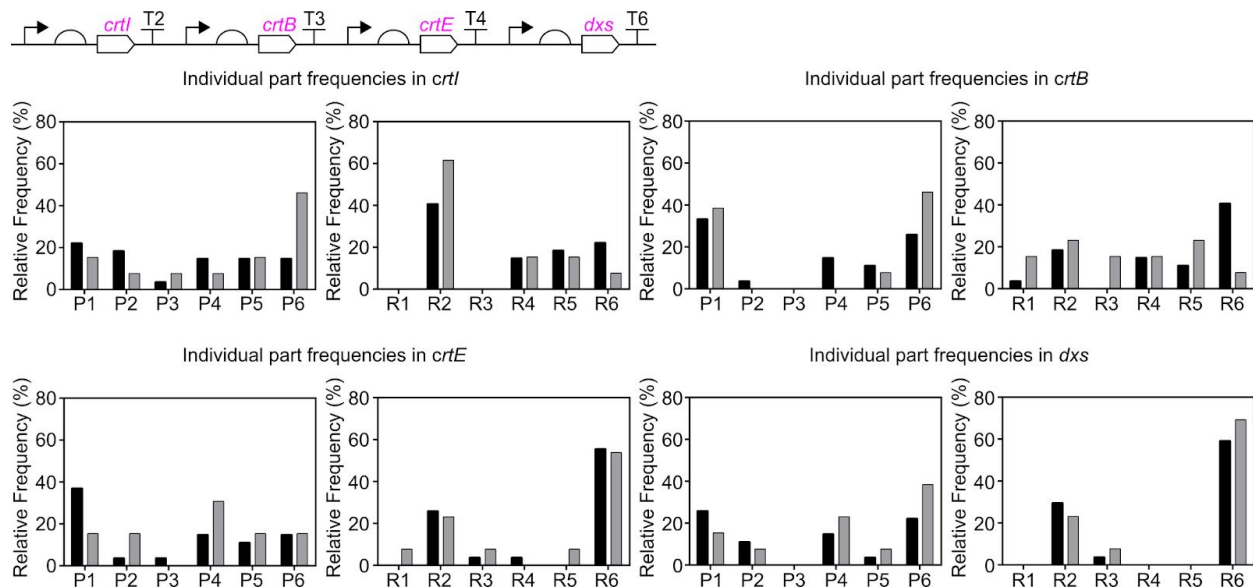 crtI T2 crtB T3 crtE T4 dxs T6
Individual part frequencies in crtI
Individual part frequencies in crtB
Relative Frequency (%)
80
60
40
20
0
P1 P2 P3 P4 P5 P6
Relative Frequency (%)
80
60
40
20
0
R1 R2 R3 R4 R5 R6
Relative Frequency (%)
80
60
40
20
0
P1 P2 P3 P4 P5 P6
Relative Frequency (%)
80
60
40
20
0
R1 R2 R3 R4 R5 R6
Individual part frequencies in crtE
Individual part frequencies in dxs
Relative Frequency (%)
80
60
40
20
0
P1 P2 P3 P4 P5 P6
Relative Frequency (%)
80
60
40
20
0
R1 R2 R3 R4 R5 R6
Relative Frequency (%)
80
60
40
20
0
P1 P2 P3 P4 P5 P6
Relative Frequency (%)
80
60
40
20
0
R1 R2 R3 R4 R5 R6